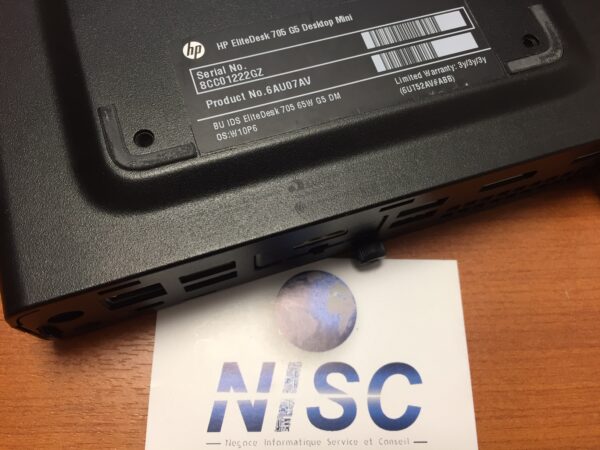 hp
HP EliteDesk 705 G5 Desktop Mini
Serial No.
8CC01222GZ
Product No.6AU07AV
Limited Warranty: 3y/3y/3y
(6UT52AV#ABB)
BU IDS EliteDesk 705 65W G5 DM
OS:W10P6
NISC
Negoce Informatique Service et Conseil